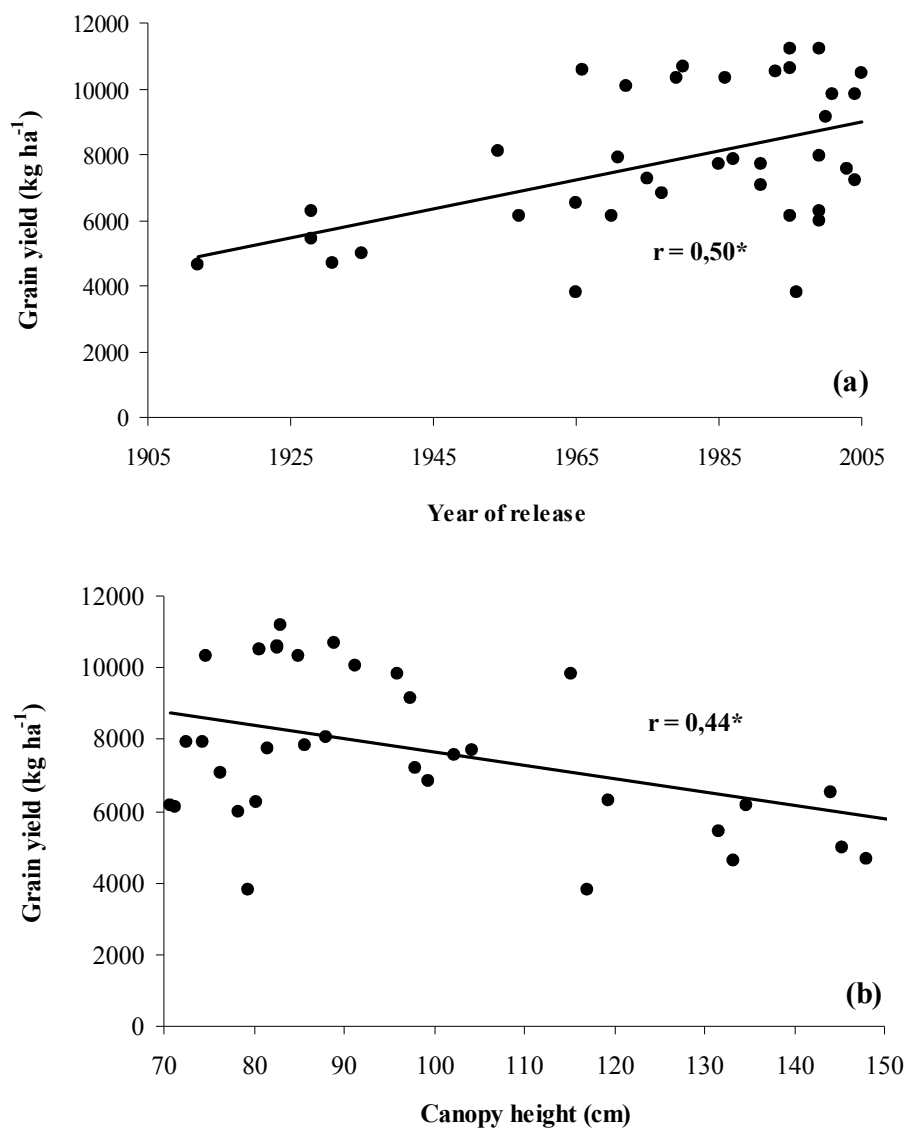 12000
10000
8000
6000
4000
2000
0
Grain yield (kg ha⁻¹)
r = 0,50*
(a)
1905 1925 1945 1965 1985 2005
Year of release
12000
10000
8000
6000
4000
2000
0
Grain yield (kg ha⁻¹)
r = 0,44*
(b)
70 80 90 100 110 120 130 140 150
Canopy height (cm)